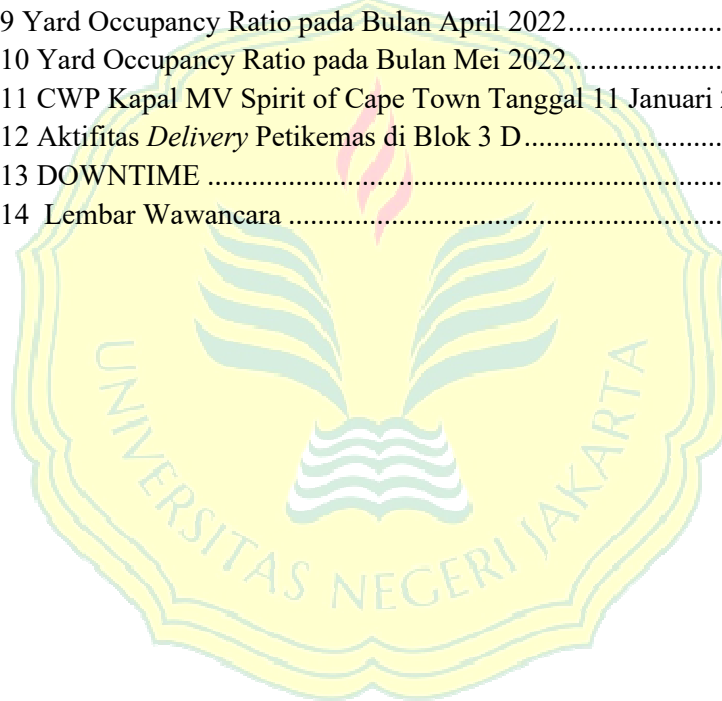 9 Yard Occupancy Ratio pada Bulan April 2022....................
10 Yard Occupancy Ratio pada Bulan Mei 2022....................
11 CWP Kapal MV Spirit of Cape Town Tanggal 11 Januari
12 Aktifitas Delivery Petikemas di Blok 3 D..........................
13 DOWNTIME ....................................................................
14 Lembar Wawancara .........................................................
UNIVERSITAS NEGERI JAKARTA